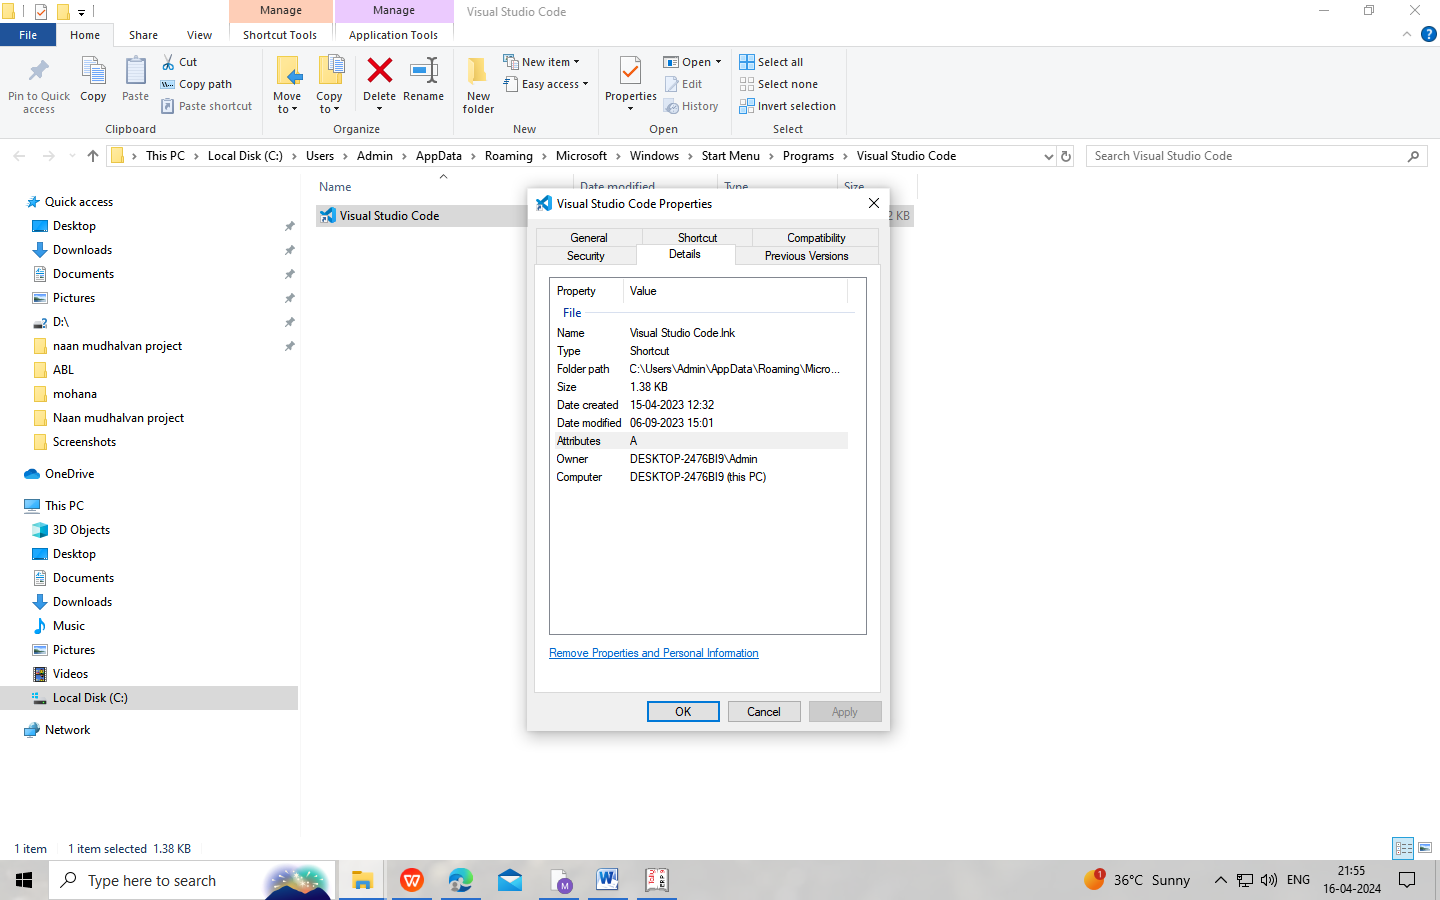 Manage
Manage
Visual Studio Code
File
Home
Share
View
Shortcut Tools
Application Tools
Pin to Quick access
Copy
Paste
Cut
Copy path
Paste shortcut
Clipboard
Move to
Copy to
Delete
Rename
Organize
New folder
New item
Easy access
New
Properties
Open
Edit
History
Open
Select all
Select none
Invert selection
Select
This PC > Local Disk (C:) > Users > Admin > AppData > Roaming > Microsoft > Windows > Start Menu > Programs > Visual Studio Code
Search Visual Studio Code
Name
Date modified
Type
Size
Visual Studio Code
2 KB
Quick access
Desktop
Downloads
Documents
Pictures
D:\
naan mudhalvan project
ABL
mohana
Naan mudhalvan project
Screenshots
OneDrive
This PC
3D Objects
Desktop
Documents
Downloads
Music
Pictures
Videos
Local Disk (C:)
Network
Visual Studio Code Properties
General
Shortcut
Compatibility
Security
Details
Previous Versions
Property Value
File
Name Visual Studio Code.lnk
Type Shortcut
Folder path C:\Users\Admin\AppData\Roaming\Micro...
Size 1.38 KB
Date created 15-04-2023 12:32
Date modified 06-09-2023 15:01
Attributes A
Owner DESKTOP-2476BI9\Admin
Computer DESKTOP-2476BI9 (this PC)
Remove Properties and Personal Information
OK
Cancel
Apply
1 item
1 item selected 1.38 KB
Type here to search
1
36°C Sunny
ENG
21:55
16-04-2024